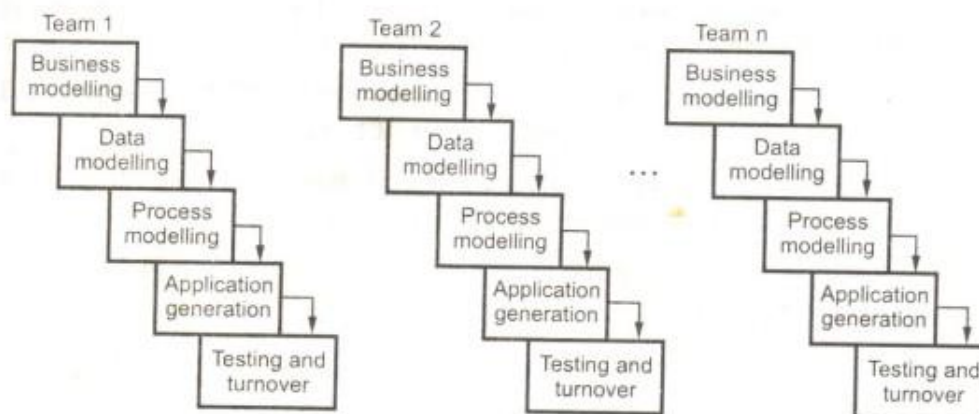 Team 1
Business
modelling
Data
modelling
Process
modelling
Application
generation
Testing and
turnover
Team 2
Business
modelling
Data
modelling
Process
modelling
Application
generation
Testing and
turnover
...
Team n
Business
modelling
Data
modelling
Process
modelling
Application
generation
Testing and
turnover